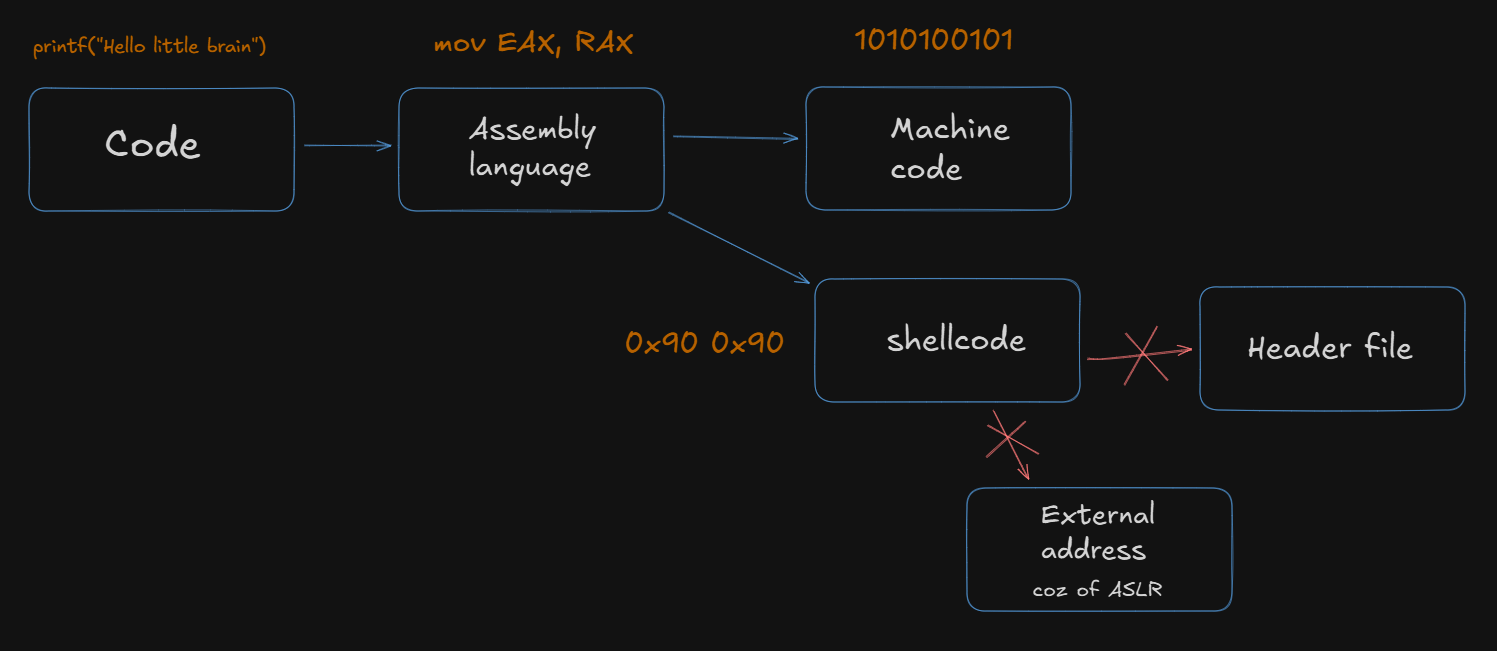 printf("Hello little brain")
mov EAX, RAX
1010100101
Code
Assembly
language
Machine
code
0x90 0x90
shellcode
Header file
External
address
coz of ASLR